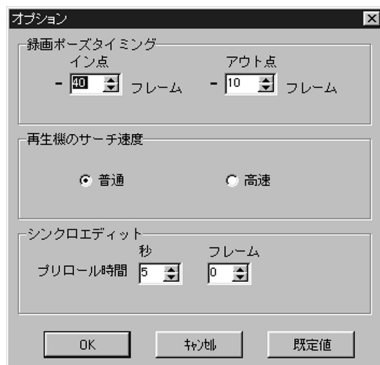 オプション
録画ポーズタイミング
イン点 アウト点
- 40 フレーム - 10 フレーム
再生機のサーチ速度
普通 高速
シンクロエディット
秒 フレーム
プリロール時間 5 0
OK ｷｬﾝｾﾙ 既定値